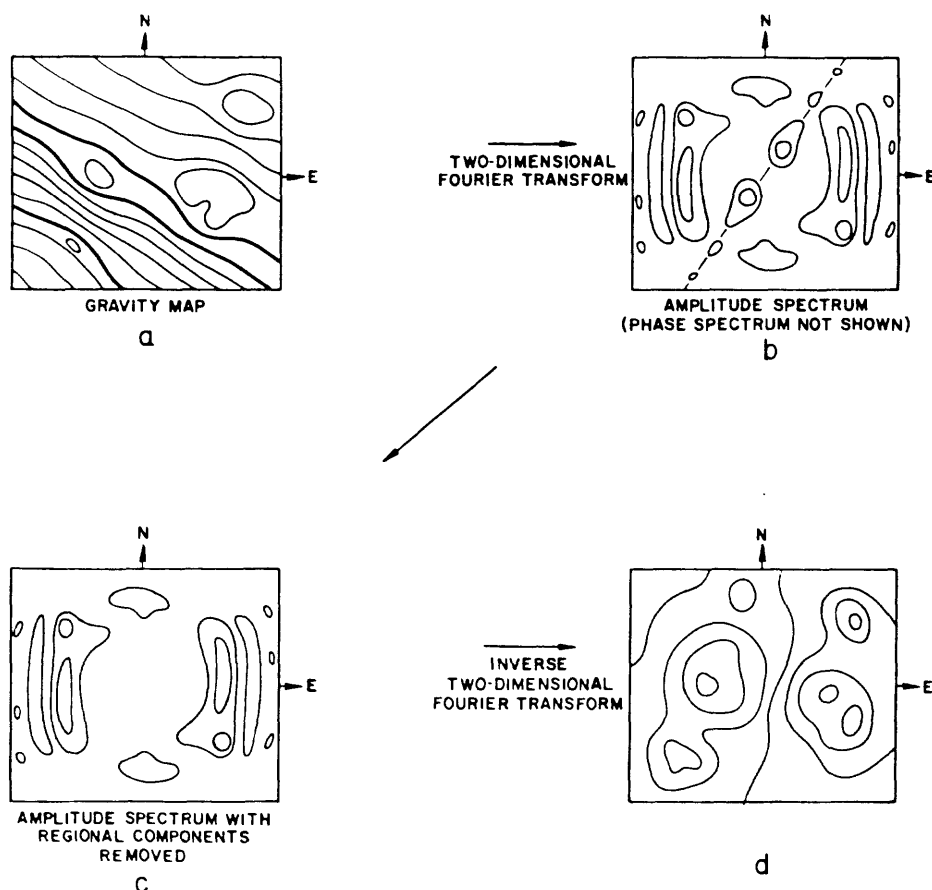 N
E
GRAVITY MAP
a
TWO-DIMENSIONAL
FOURIER TRANSFORM
N
E
AMPLITUDE SPECTRUM
(PHASE SPECTRUM NOT SHOWN)
b
N
E
AMPLITUDE SPECTRUM WITH
REGIONAL COMPONENTS
REMOVED
c
INVERSE
TWO-DIMENSIONAL
FOURIER TRANSFORM
N
E
d